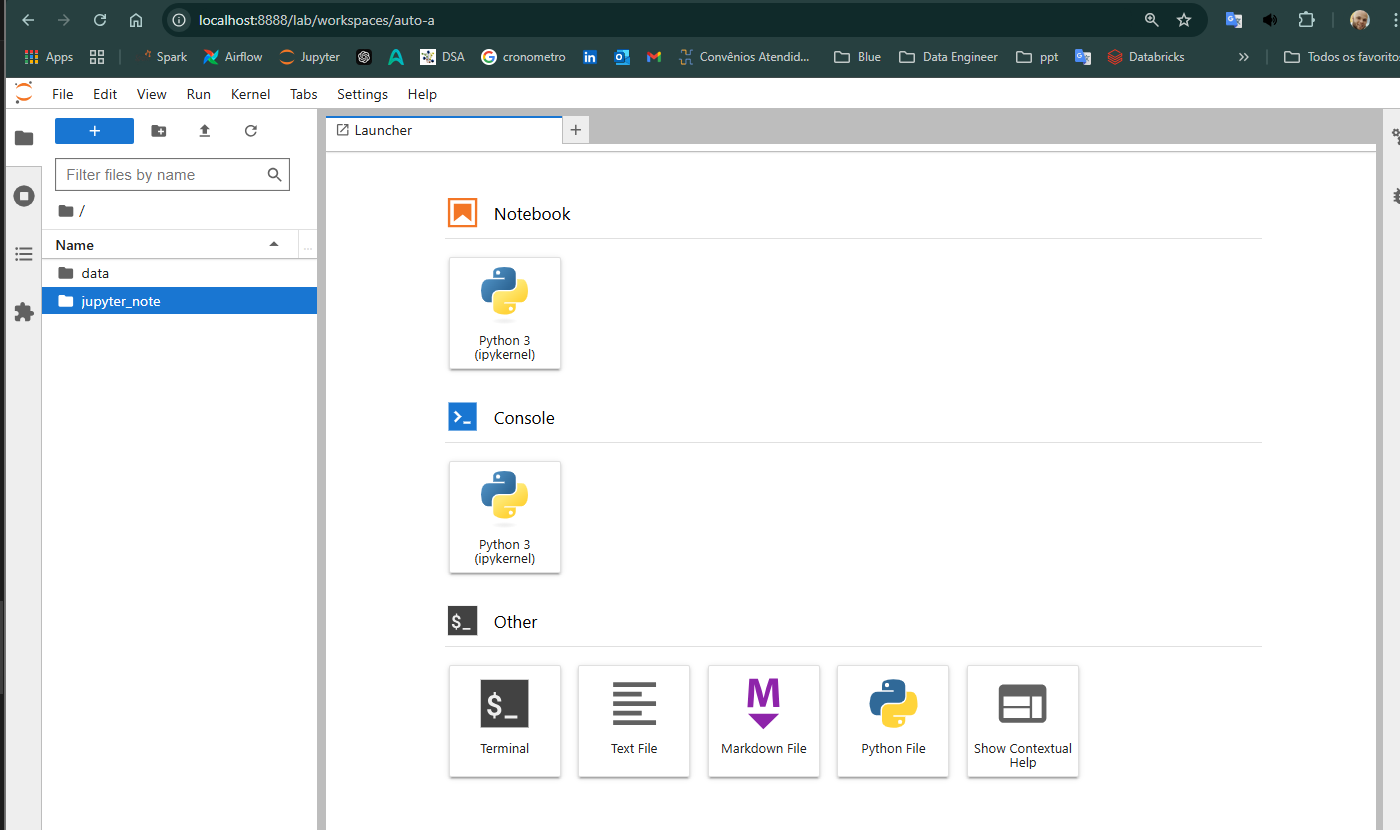 localhost:8888/lab/workspaces/auto-a
Apps Spark Airflow Jupyter DSA cronometro Convênios Atendid... Blue Data Engineer ppt Databricks » Todos os favorito
File Edit View Run Kernel Tabs Settings Help
+ Launcher +
Filter files by name
/
Name ...
data
jupyter_note
Notebook
Python 3
(ipykernel)
Console
Python 3
(ipykernel)
$_ Other
$_
M
Terminal Text File Markdown File Python File Show Contextual
Help